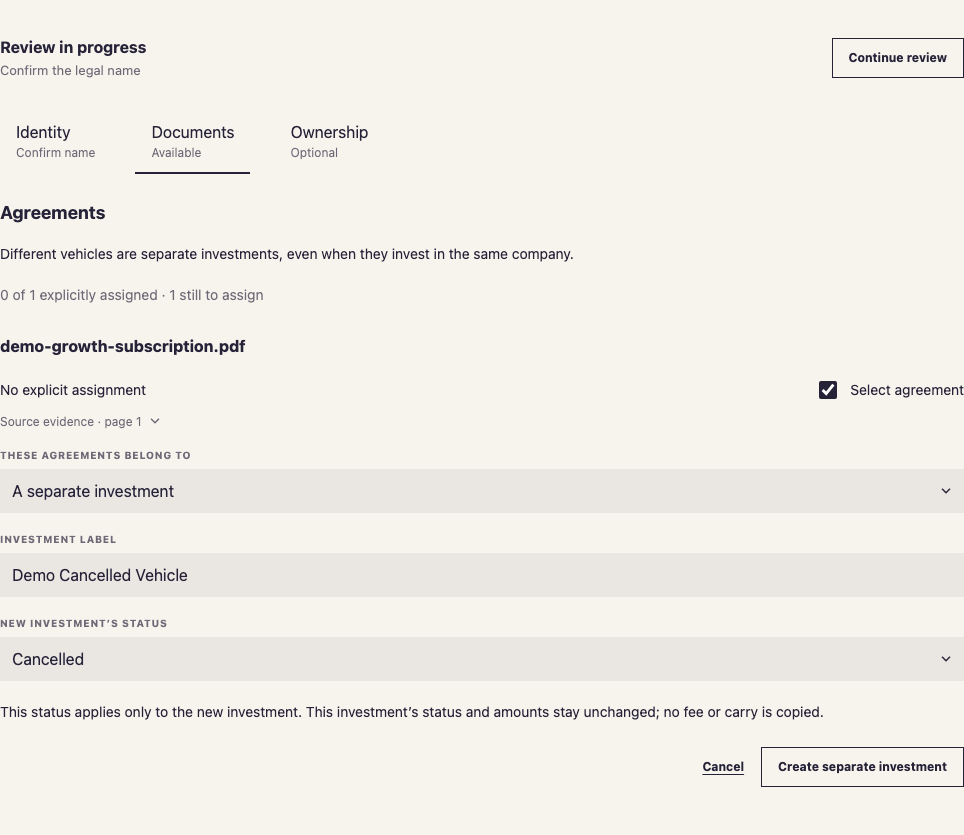 Review in progress
Confirm the legal name
Continue review
Identity
Confirm name
Documents
Available
Ownership
Optional
Agreements
Different vehicles are separate investments, even when they invest in the same company.
0 of 1 explicitly assigned · 1 still to assign
demo-growth-subscription.pdf
No explicit assignment
Select agreement
Source evidence · page 1
THESE AGREEMENTS BELONG TO
A separate investment
INVESTMENT LABEL
Demo Cancelled Vehicle
NEW INVESTMENT’S STATUS
Cancelled
This status applies only to the new investment. This investment’s status and amounts stay unchanged; no fee or carry is copied.
Cancel
Create separate investment